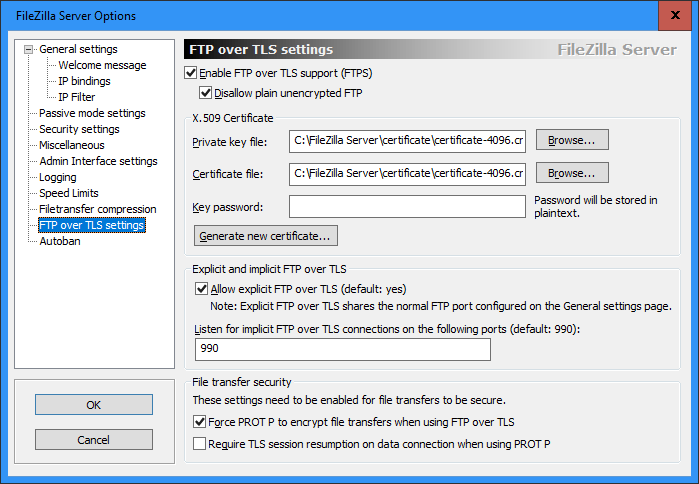 FileZilla Server Options
x
General settings
Welcome message
IP bindings
IP Filter
Passive mode settings
Security settings
Miscellaneous
Admin Interface settings
Logging
Speed Limits
Filetransfer compression
FTP over TLS settings
Autoban
OK
Cancel
FTP over TLS settings
FileZilla Server
Enable FTP over TLS support (FTPS)
Disallow plain unencrypted FTP
X.509 Certificate
Private key file: C:\FileZilla Server\certificate\certificate-4096.cr Browse...
Certificate file: C:\FileZilla Server\certificate\certificate-4096.cr Browse...
Key password: Password will be stored in
plaintext.
Generate new certificate...
Explicit and implicit FTP over TLS
Allow explicit FTP over TLS (default: yes)
Note: Explicit FTP over TLS shares the normal FTP port configured on the General settings page.
Listen for implicit FTP over TLS connections on the following ports (default: 990):
990
File transfer security
These settings need to be enabled for file transfers to be secure.
Force PROT P to encrypt file transfers when using FTP over TLS
Require TLS session resumption on data connection when using PROT P